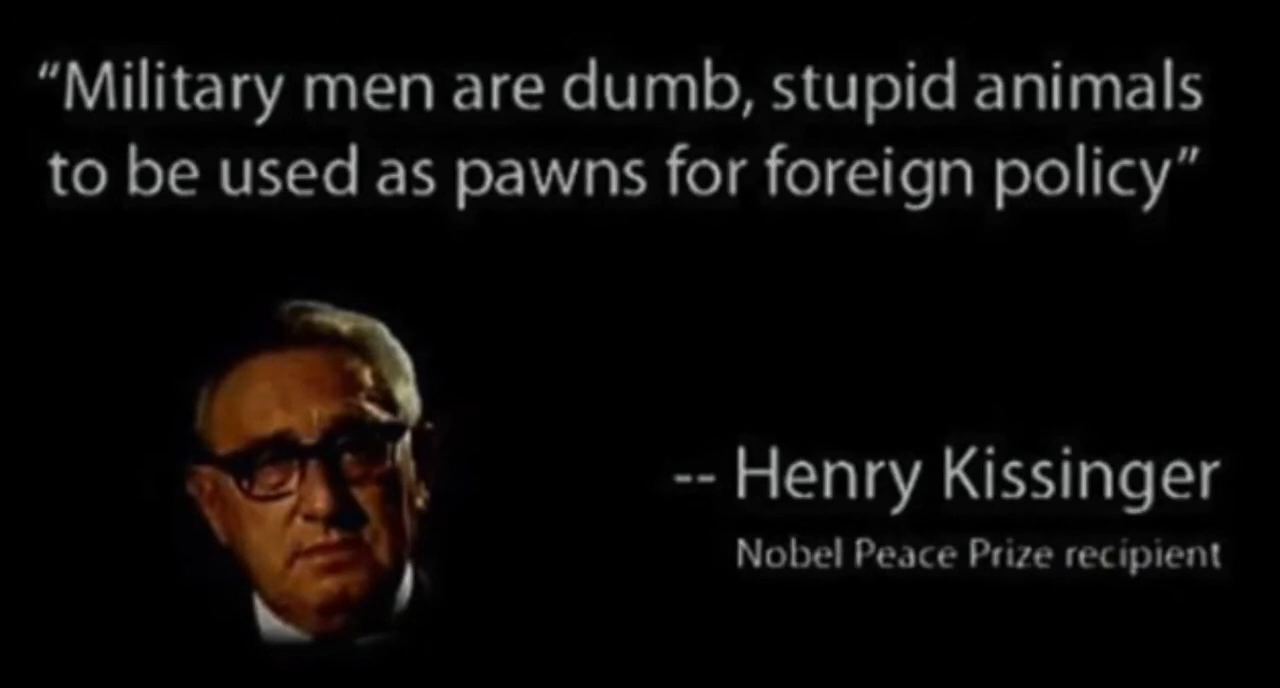 “Military men are dumb, stupid animals
to be used as pawns for foreign policy”
-- Henry Kissinger
Nobel Peace Prize recipient